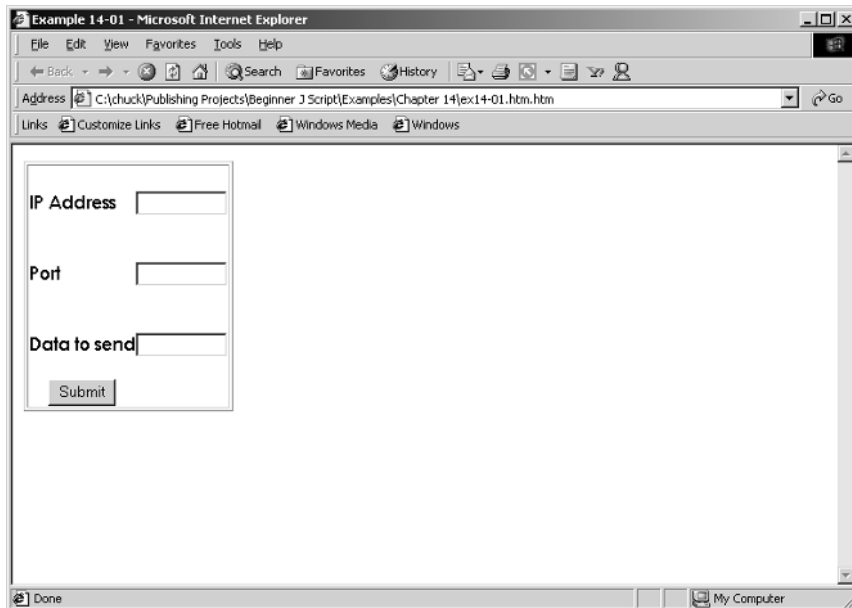 Example 14-01 - Microsoft Internet Explorer
File Edit View Favorites Tools Help
Back Search Favorites History
Address C:\chuck\Publishing Projects\Beginner J Script\Examples\Chapter 14\ex14-01.htm.htm Go
Links Customize Links Free Hotmail Windows Media Windows
IP Address
Port
Data to send
Submit
Done My Computer